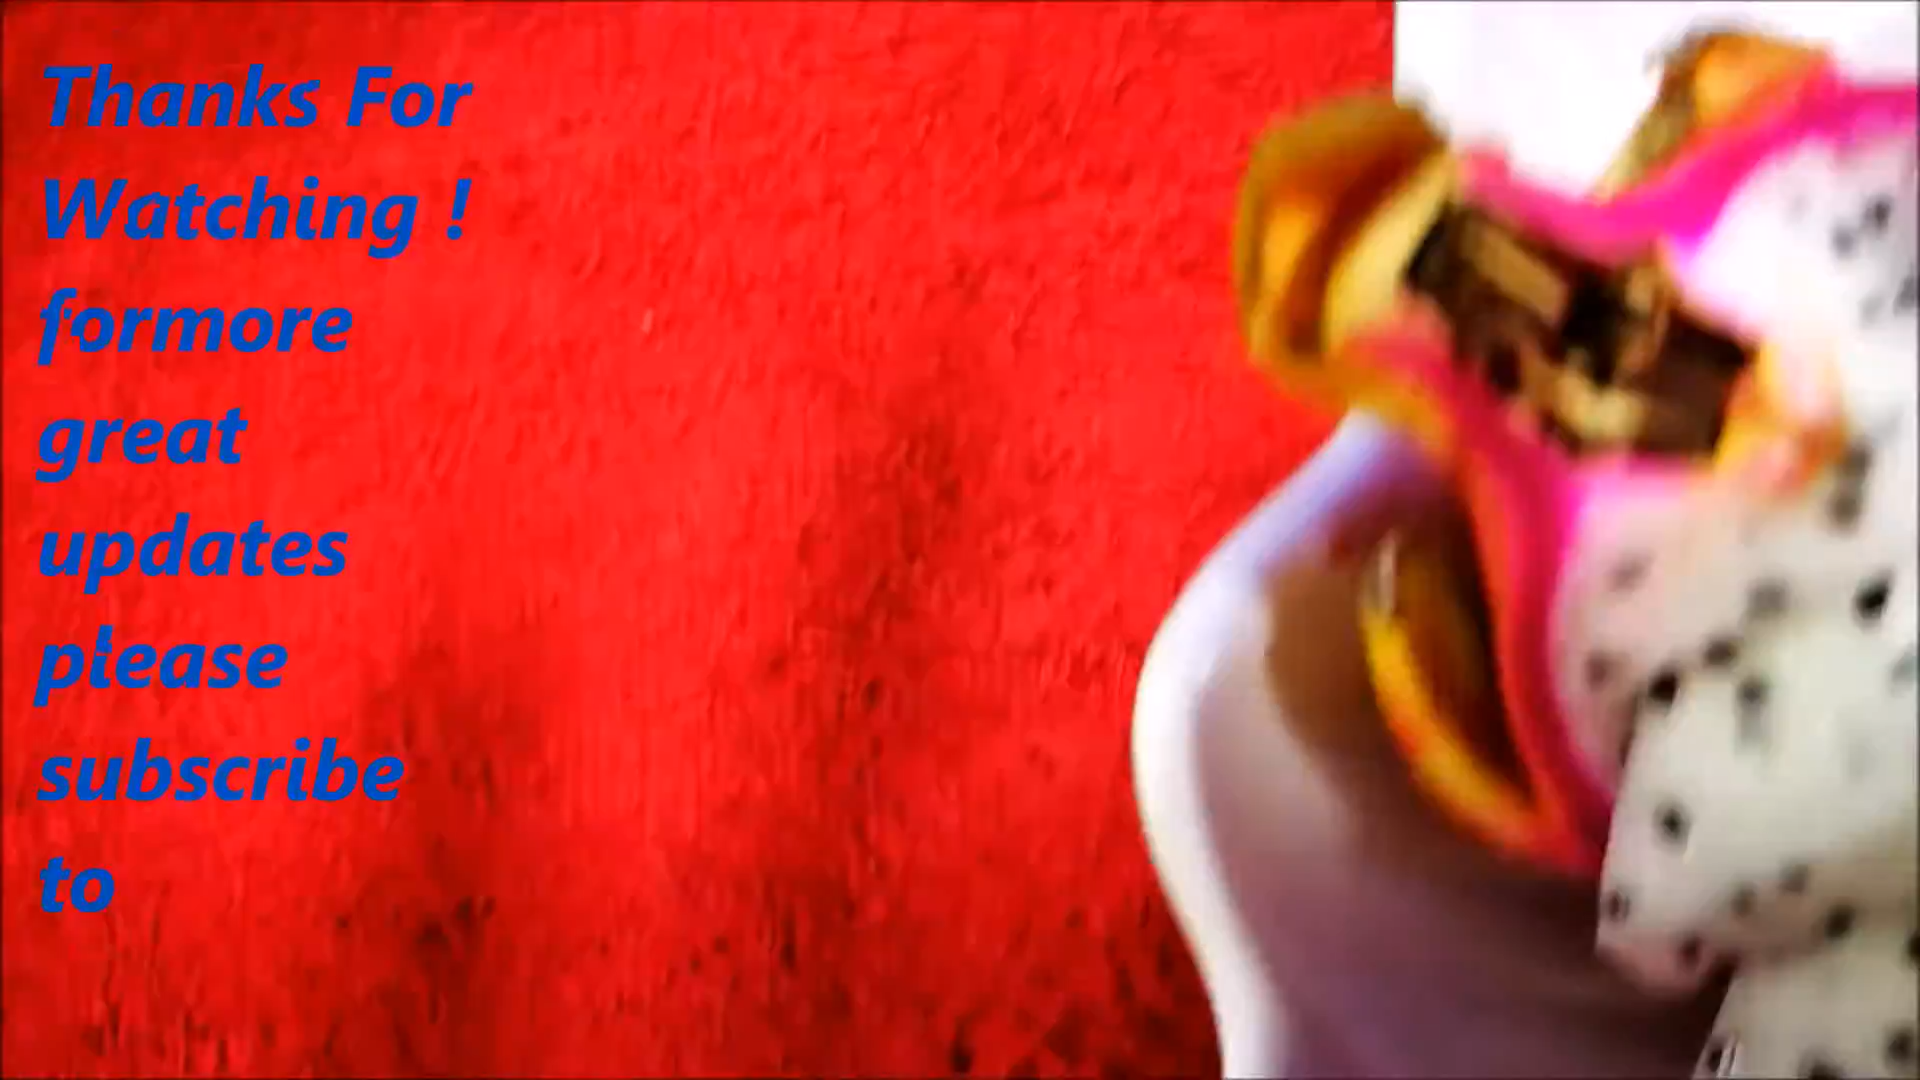 Thanks For
Watching !
formore
great
updates
please
subscribe
to